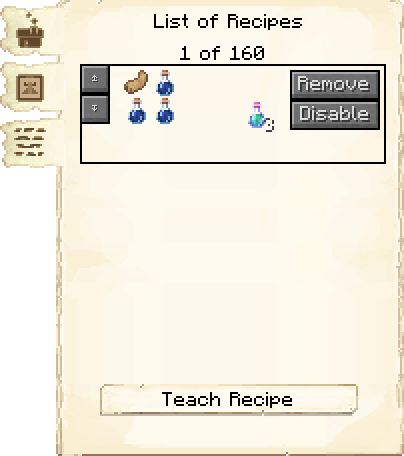 List of Recipes
1 of 160
Remove
Disable
3
Teach Recipe